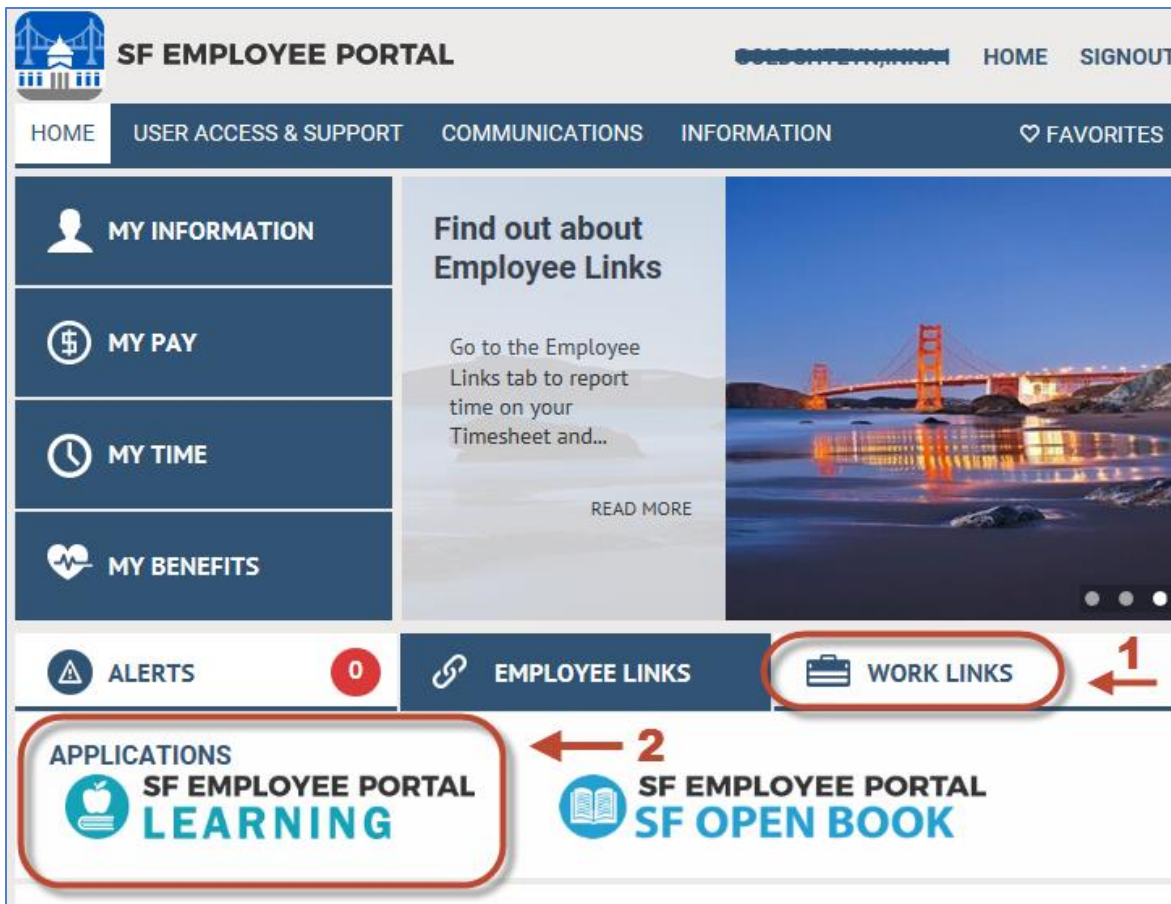 SF EMPLOYEE PORTAL
HOME SIGNOUT
HOME USER ACCESS & SUPPORT COMMUNICATIONS INFORMATION FAVORITES
MY INFORMATION
MY PAY
MY TIME
MY BENEFITS
Find out about
Employee Links
Go to the Employee
Links tab to report
time on your
Timesheet and...
READ MORE
ALERTS 0
EMPLOYEE LINKS
WORK LINKS
1
APPLICATIONS
2
SF EMPLOYEE PORTAL
LEARNING
SF EMPLOYEE PORTAL
SF OPEN BOOK